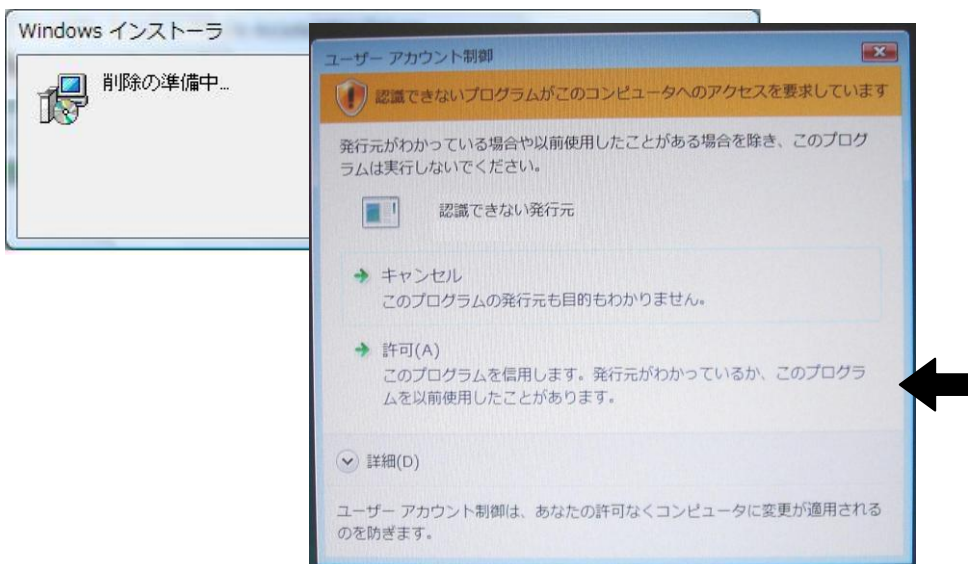 Windows インストーラ
削除の準備中...
ユーザー アカウント制御
認識できないプログラムがこのコンピュータへのアクセスを要求しています
発行元がわかっている場合や以前使用したことがある場合を除き、このプログ
ラムは実行しないでください。
認識できない発行元
キャンセル
このプログラムの発行元も目的もわかりません。
許可(A)
このプログラムを信用します。発行元がわかっているか、このプログラ
ムを以前使用したことがあります。
詳細(D)
ユーザー アカウント制御は、あなたの許可なくコンピュータに変更が適用される
のを防ぎます。